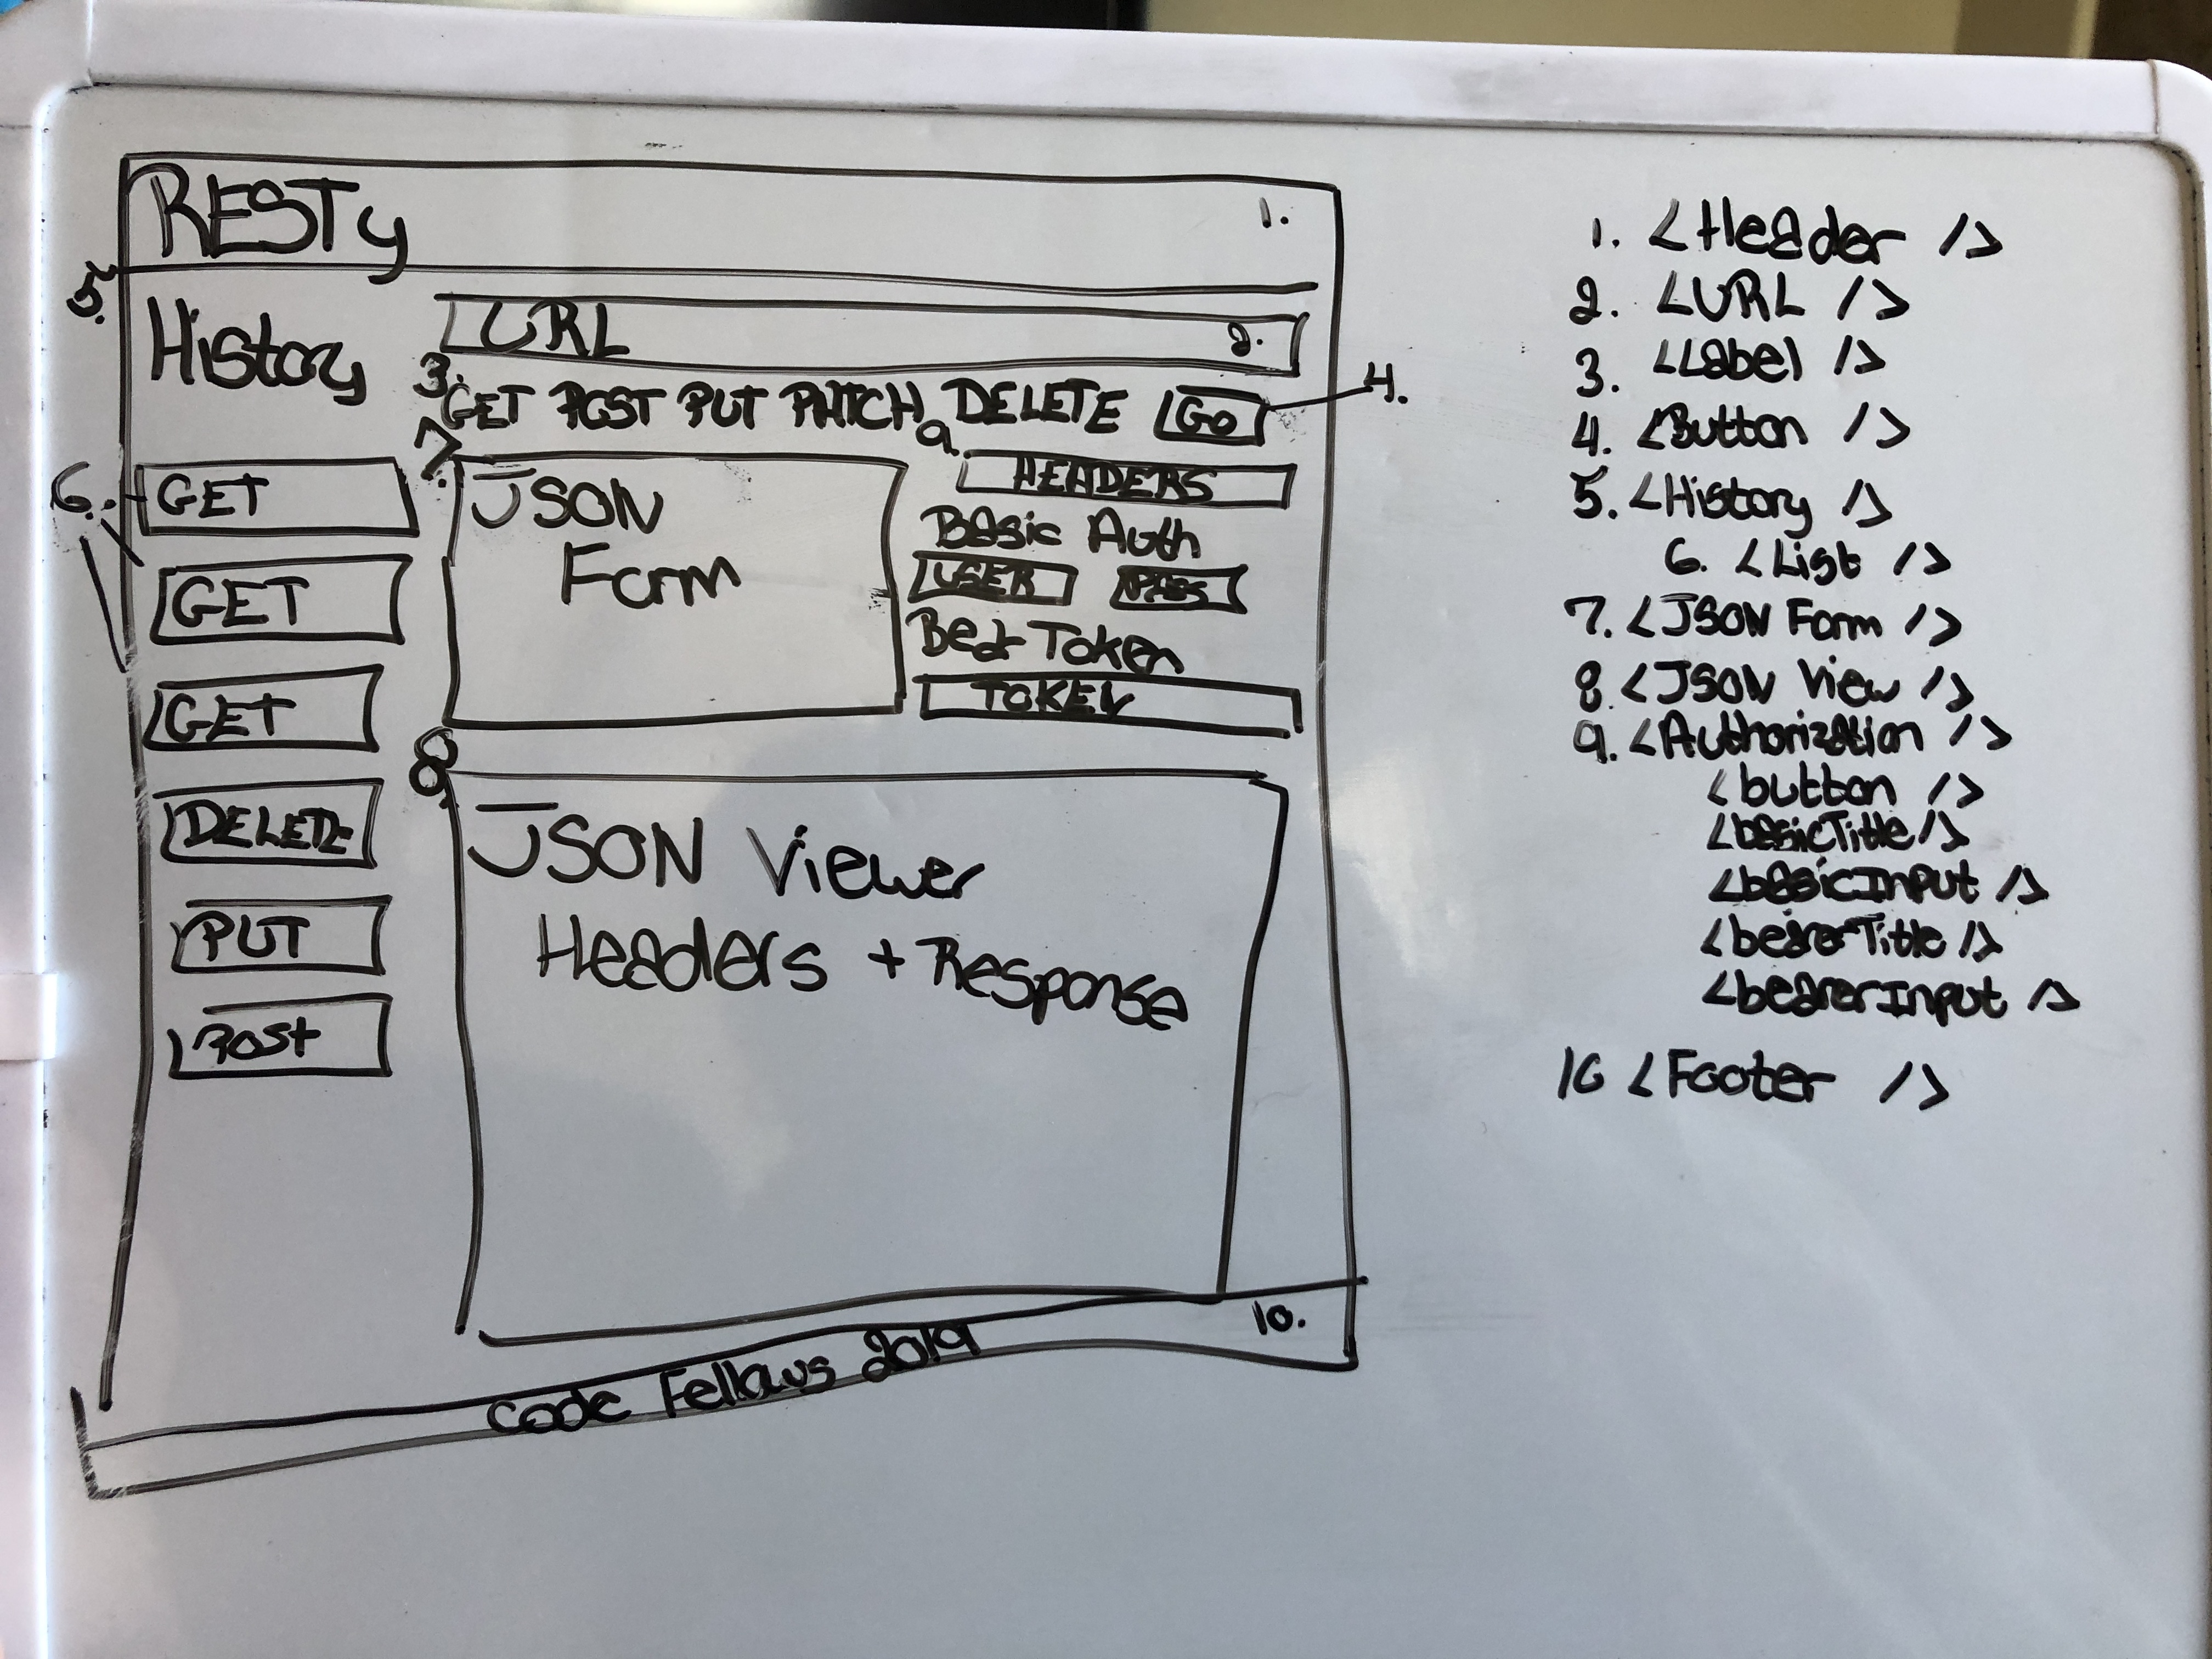 RESTy 1.
5.
History
URL 2.
3. GET POST PUT PATCH DELETE Go 4.
6. GET
GET
GET
DELETE
PUT
Post
7. JSON
Form
9. HEADERS
Basic Auth
USER PASS
Bear Token
TOKEN
8. JSON Viewer
Headers + Response
Code Fellows 2019 10.
1. <Header />
2. <URL />
3. <Label />
4. <Button />
5. <History />
6. <List />
7. <JSON Form />
8 <JSON View />
9. <Authorization />
<button />
<basicTitle />
<basicInput />
<bearerTitle />
<bearerInput />
10 <Footer />